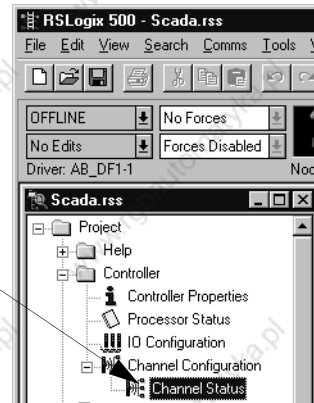 RSLogix 500 - Scada.rss
File Edit View Search Comms Tools
OFFLINE No Forces
No Edits Forces Disabled
Driver: AB_DF1-1 Noc
Scada.rss
Project
Help
Controller
Controller Properties
Processor Status
IO Configuration
Channel Configuration
Channel Status